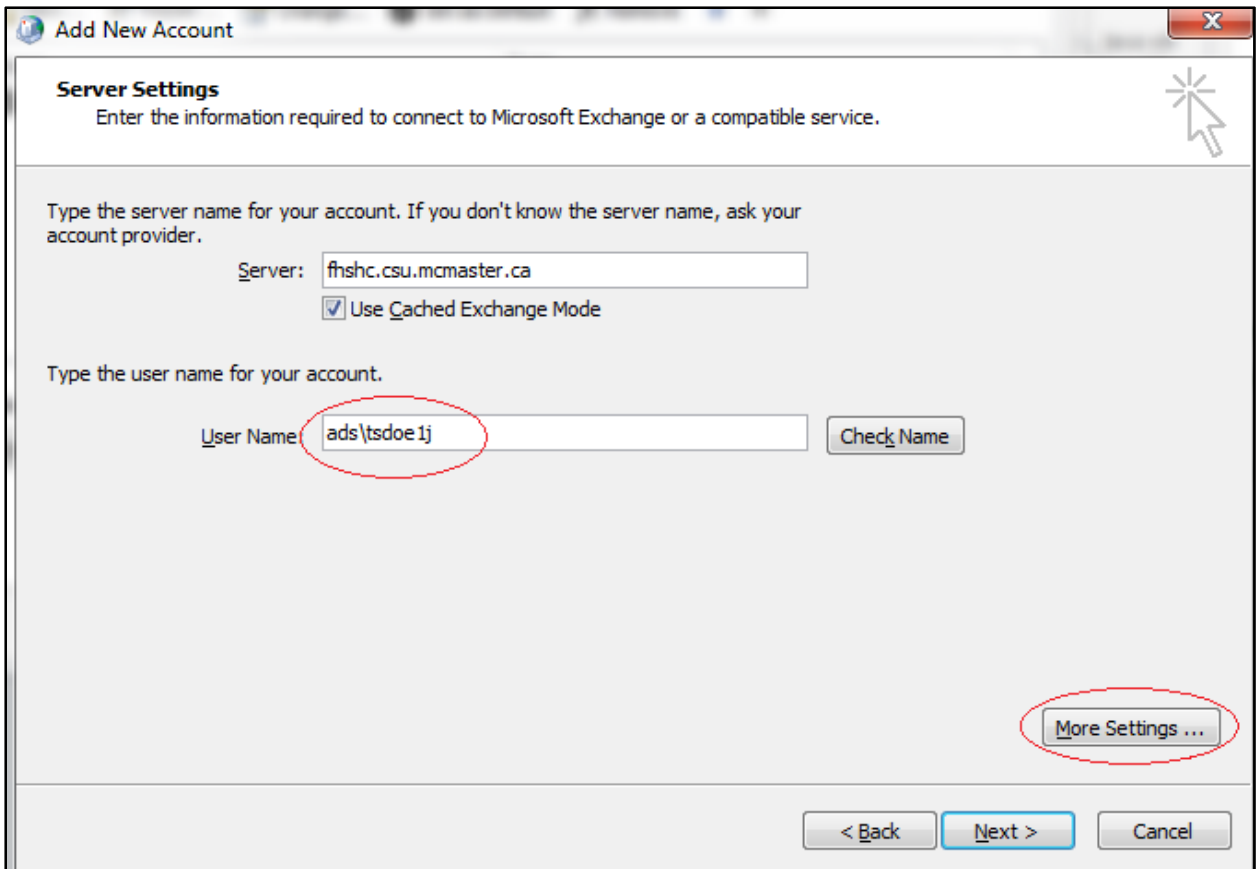 Add New Account
Server Settings
Enter the information required to connect to Microsoft Exchange or a compatible service.
Type the server name for your account. If you don't know the server name, ask your
account provider.
Server: fhshc.csu.mcmaster.ca
Use Cached Exchange Mode
Type the user name for your account.
User Name: ads\tsdoe1j Check Name
More Settings ...
< Back Next > Cancel